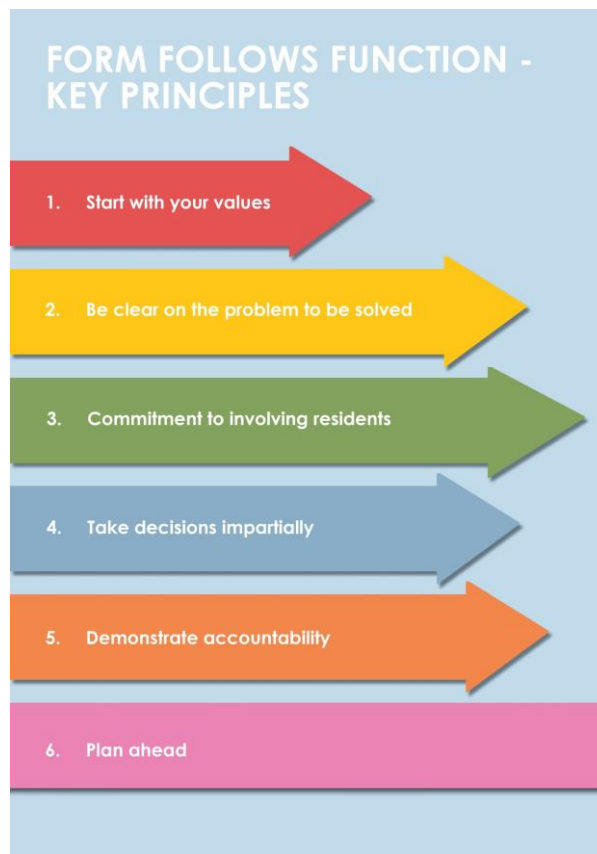 FORM FOLLOWS FUNCTION -
KEY PRINCIPLES
1. Start with your values
2. Be clear on the problem to be solved
3. Commitment to involving residents
4. Take decisions impartially
5. Demonstrate accountability
6. Plan ahead